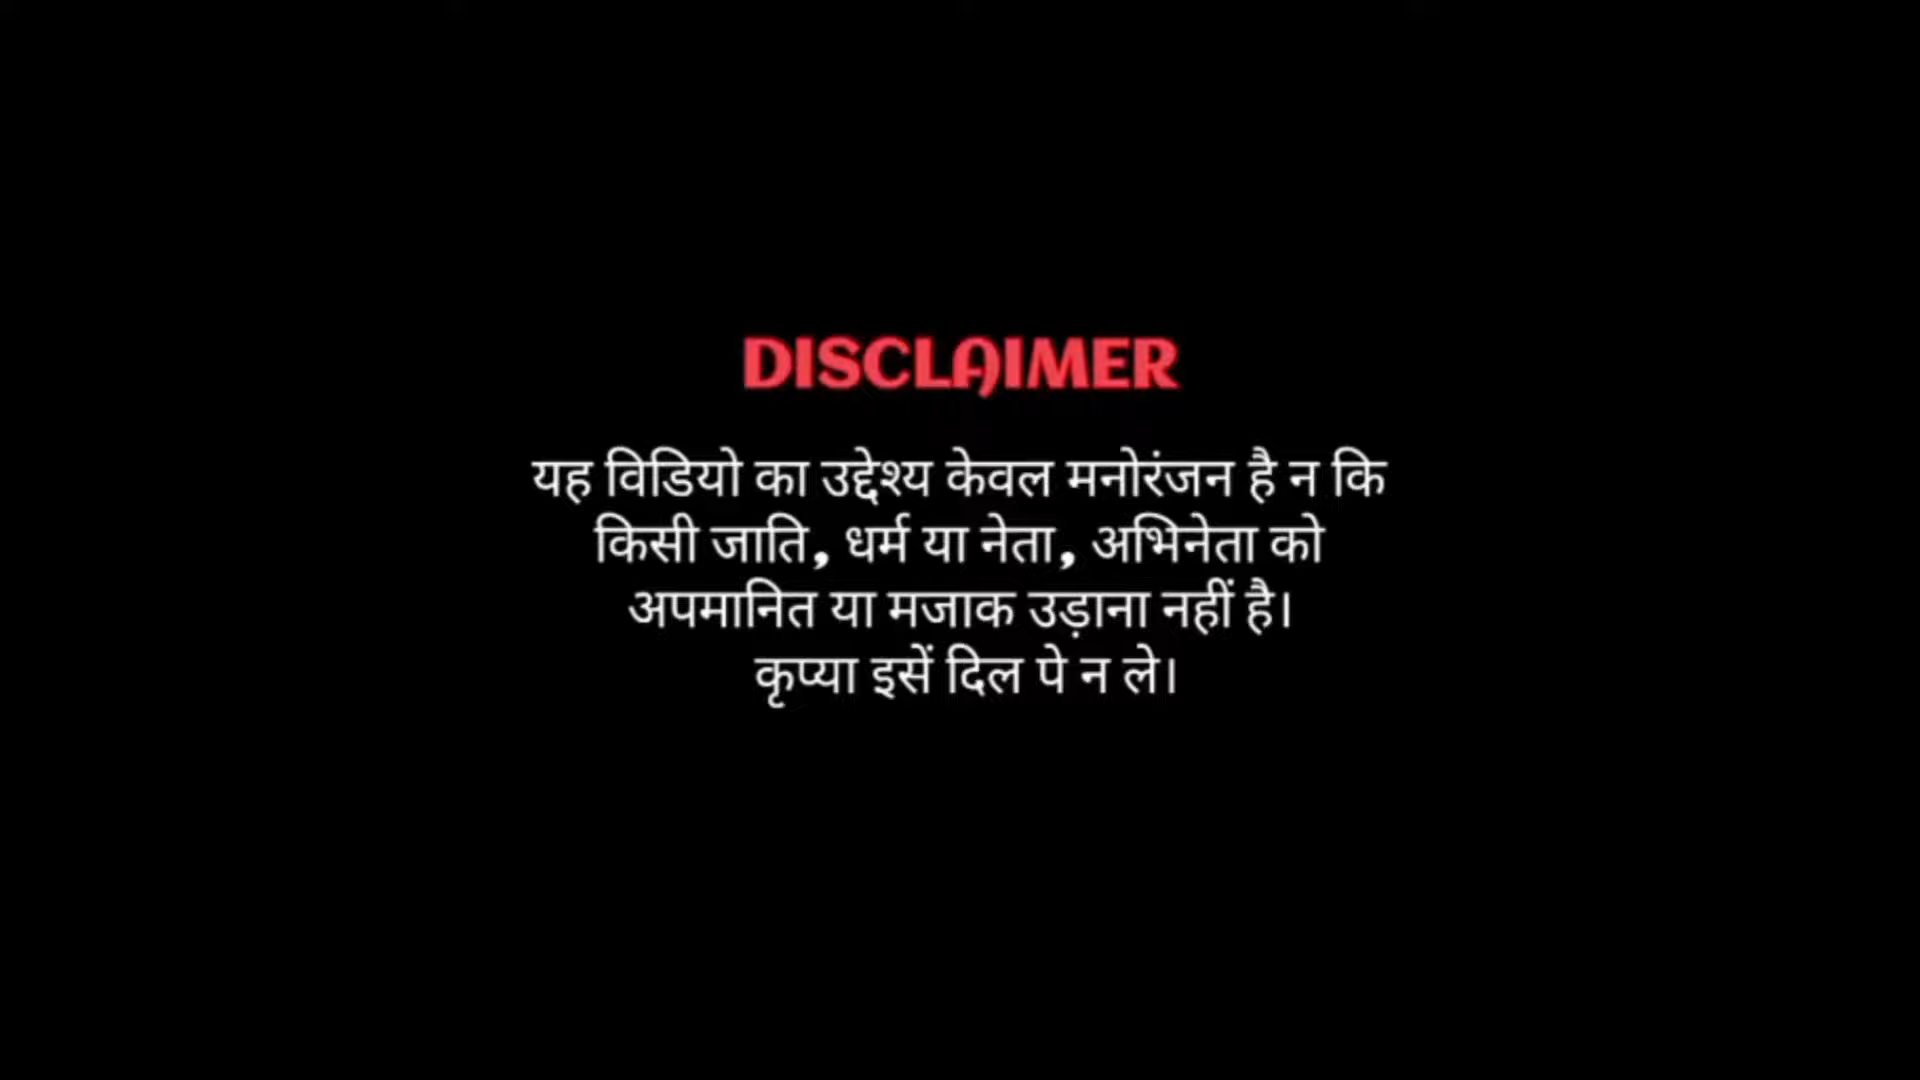 DISCLAIMER
यह विडियो का उद्देश्य केवल मनोरंजन है न कि
किसी जाति, धर्म या नेता, अभिनेता को
अपमानित या मजाक उड़ाना नहीं है।
कृप्या इसें दिल पे न ले।